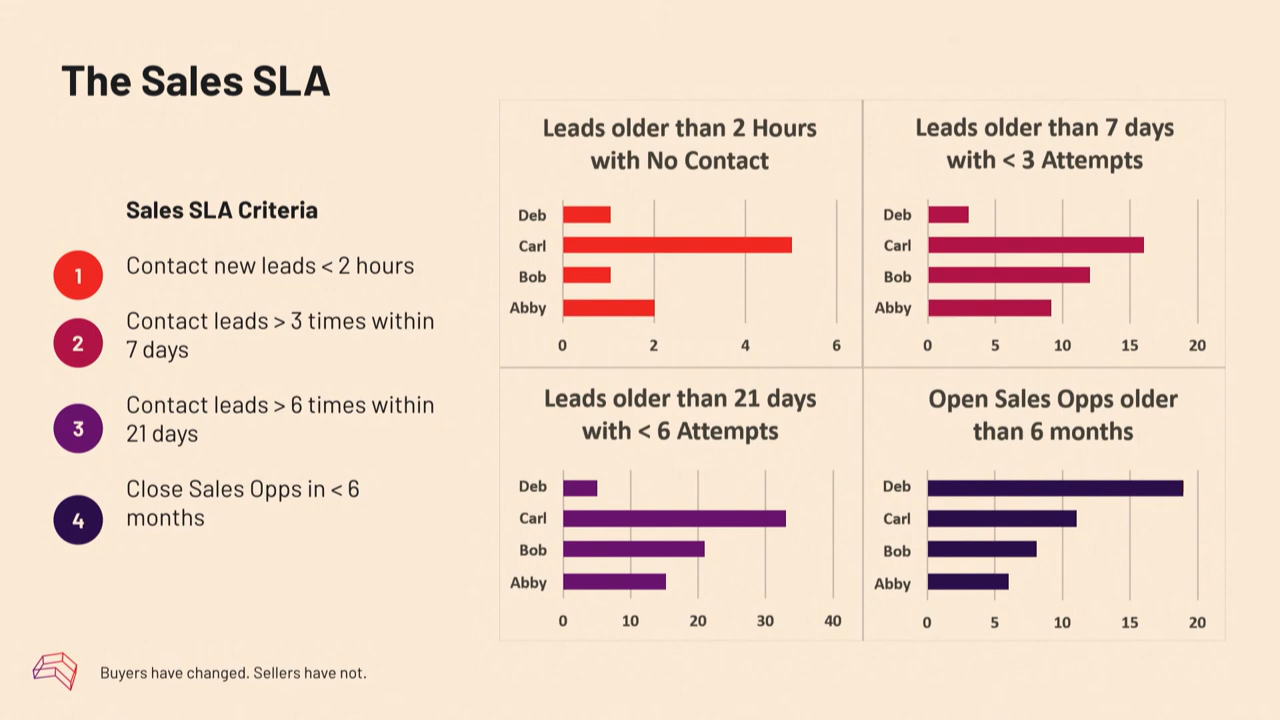 The Sales SLA
Sales SLA Criteria
1
Contact new leads < 2 hours
2
Contact leads > 3 times within
7 days
3
Contact leads > 6 times within
21 days
4
Close Sales Opps in < 6
months
Leads older than 2 Hours
with No Contact
Deb
Carl
Bob
Abby
0 2 4 6
Leads older than 7 days
with < 3 Attempts
Deb
Carl
Bob
Abby
0 5 10 15 20
Leads older than 21 days
with < 6 Attempts
Deb
Carl
Bob
Abby
0 10 20 30 40
Open Sales Opps older
than 6 months
Deb
Carl
Bob
Abby
0 5 10 15 20
Buyers have changed. Sellers have not.